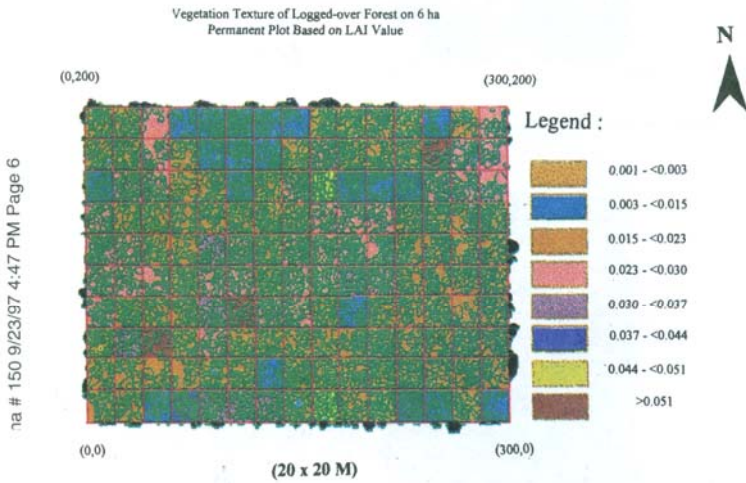 Vegetation Texture of Logged-over Forest on 6 ha
Permanent Plot Based on LAI Value
N
(0,200)
(300,200)
Legend :
0.001 - <0.003
0.003 - <0.015
0.015 - <0.023
0.023 - <0.030
0.030 - <0.037
0.037 - <0.044
0.044 - <0.051
>0.051
(0,0)
(300,0)
(20 x 20 M)
# 150 9/23/97 4:47 PM Page 6